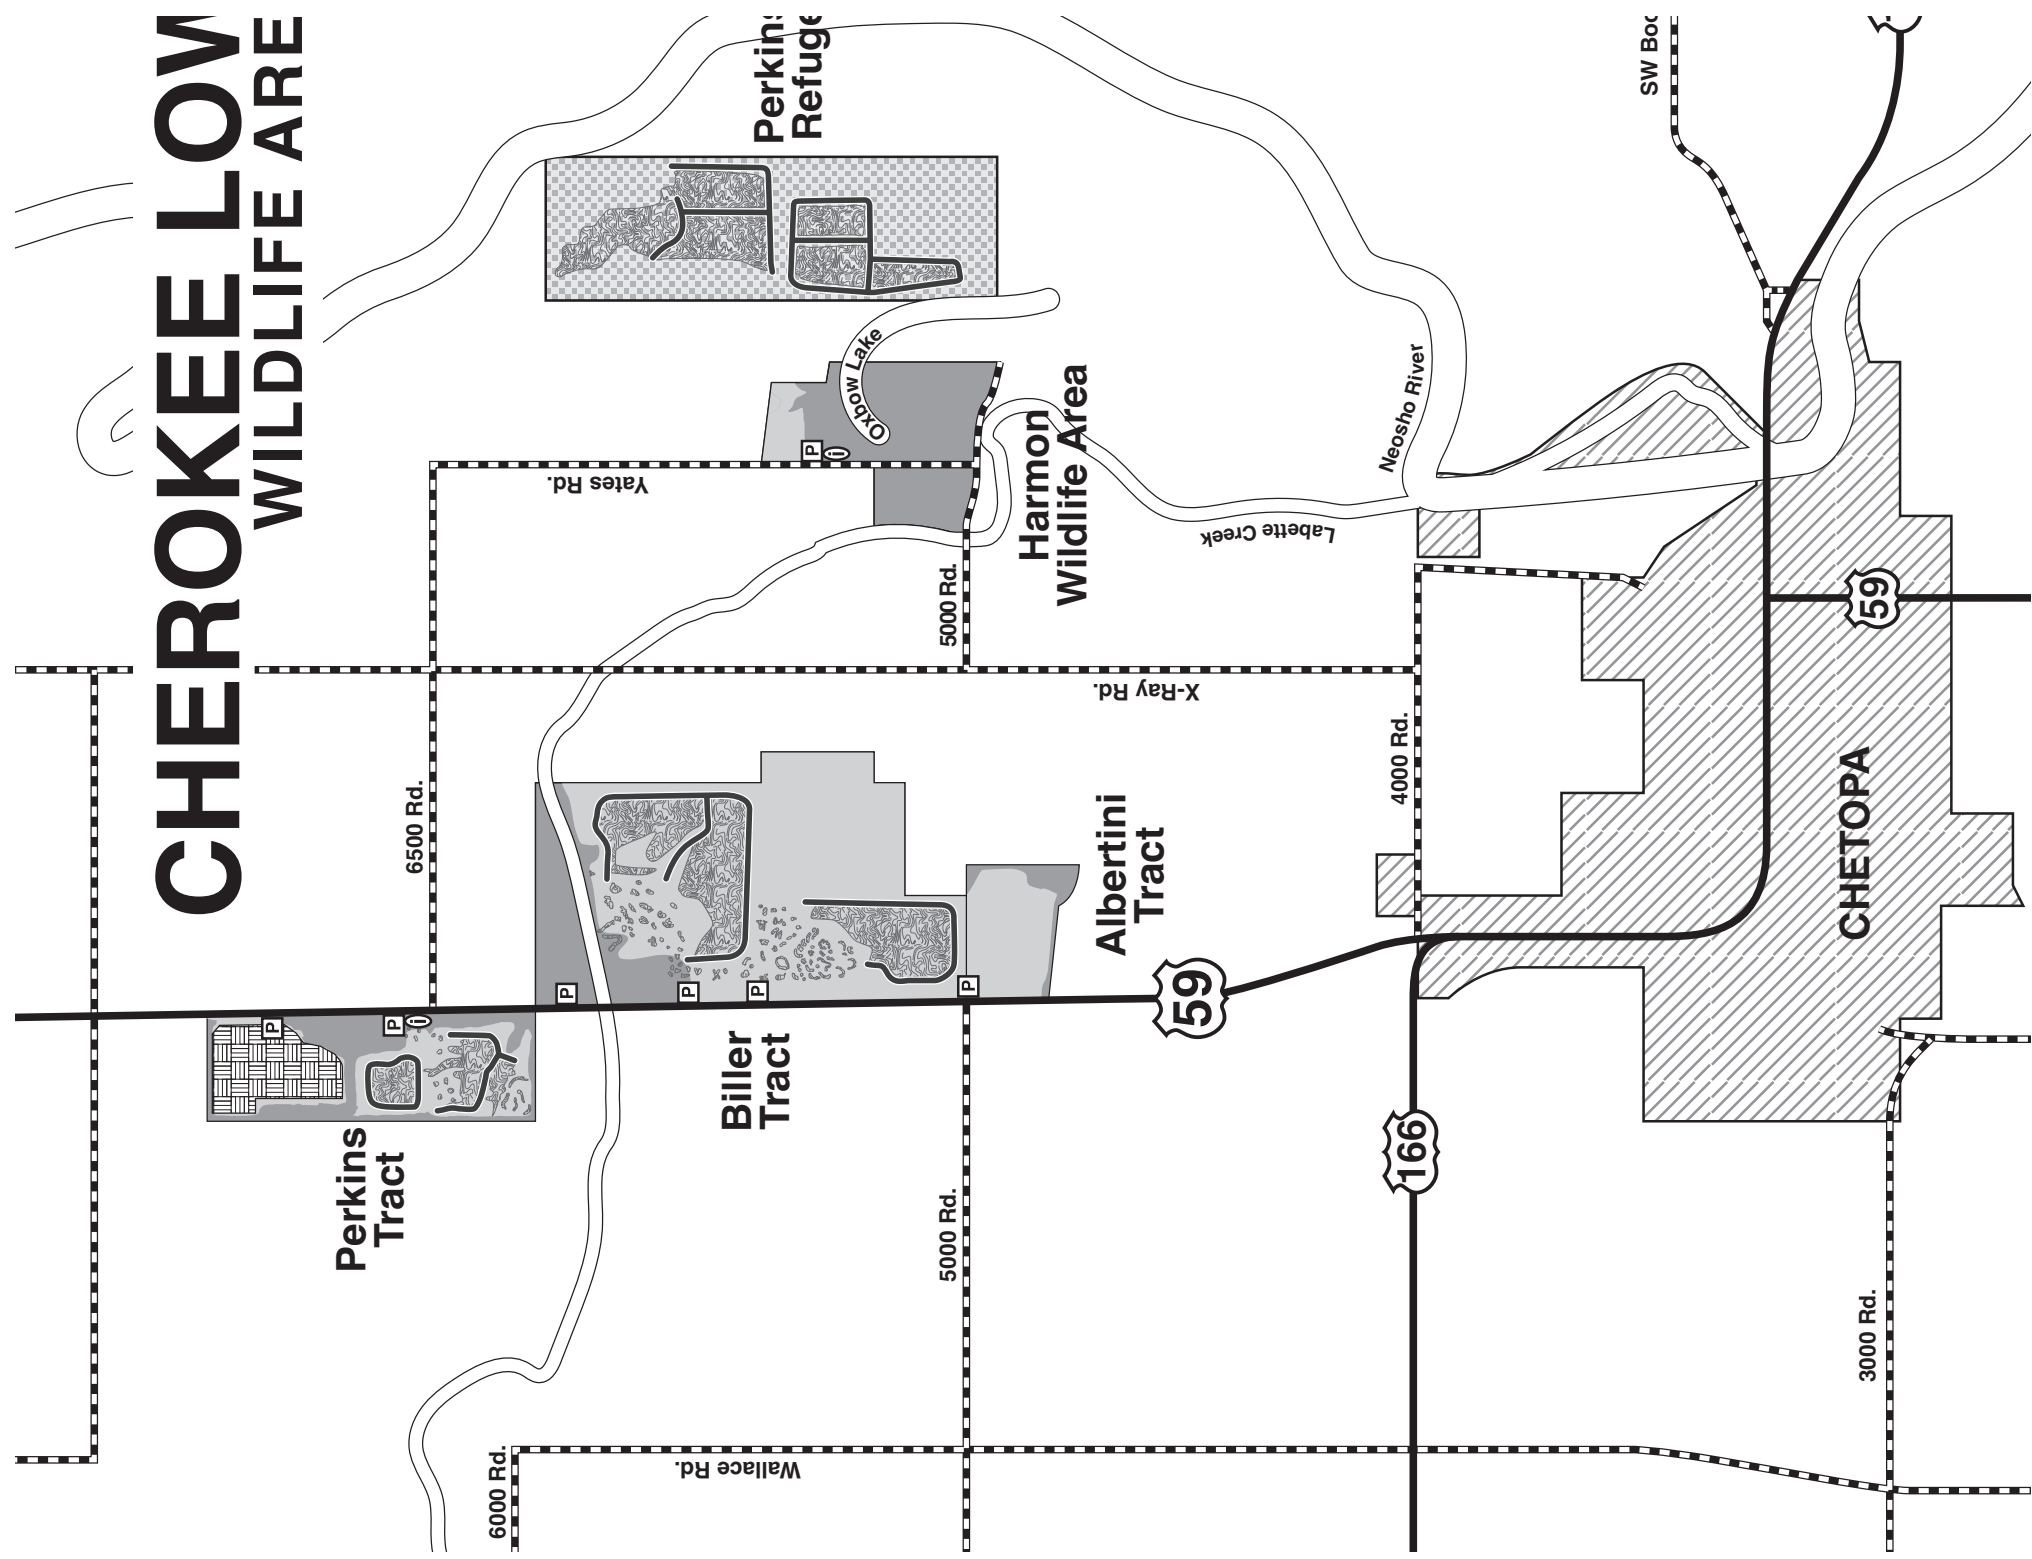 CHEROKEE LOW
WILDLIFE ARE
Perkins
Refuge
Oxbow Lake
Yates Rd.
Harmon
Wildlife Area
5000 Rd.
Labette Creek
Neosho River
SW Boo
X-Ray Rd.
6500 Rd.
4000 Rd.
59
CHETOPA
Albertini
Tract
59
P
P
P
P
P
P
P
i
i
Biller
Tract
Perkins
Tract
166
5000 Rd.
3000 Rd.
6000 Rd.
Wallace Rd.